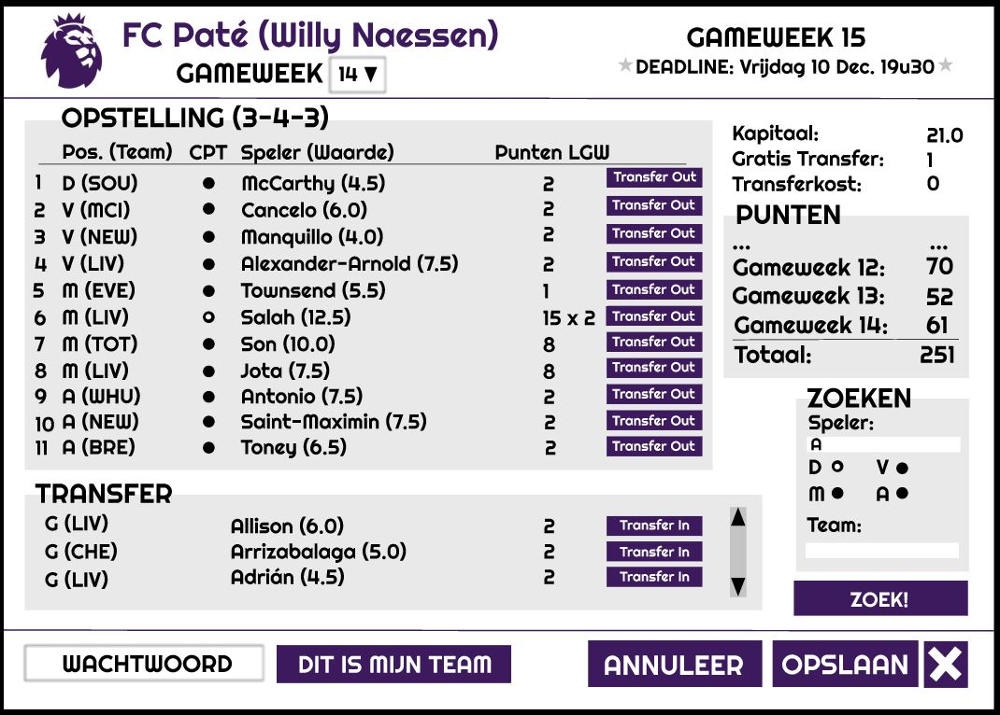 FC Paté (Willy Naessen)
GAMEWEEK 14 ▼
GAMEWEEK 15
DEADLINE: Vrijdag 10 Dec. 19u30
OPSTELLING (3-4-3)
Pos. (Team) CPT Speler (Waarde) Punten LGW
1 D (SOU) McCarthy (4.5) 2 Transfer Out
2 V (MCI) Cancelo (6.0) 2 Transfer Out
3 V (NEW) Manquillo (4.0) 2 Transfer Out
4 V (LIV) Alexander-Arnold (7.5) 2 Transfer Out
5 M (EVE) Townsend (5.5) 1 Transfer Out
6 M (LIV) Salah (12.5) 15 x 2 Transfer Out
7 M (TOT) Son (10.0) 8 Transfer Out
8 M (LIV) Jota (7.5) 8 Transfer Out
9 A (WHU) Antonio (7.5) 2 Transfer Out
10 A (NEW) Saint-Maximin (7.5) 2 Transfer Out
11 A (BRE) Toney (6.5) 2 Transfer Out
Kapitaal: 21.0
Gratis Transfer: 1
Transferkost: 0
PUNTEN
... ...
Gameweek 12: 70
Gameweek 13: 52
Gameweek 14: 61
Totaal: 251
ZOEKEN
Speler:
A
D V
M A
Team:
ZOEK!
TRANSFER
G (LIV) Allison (6.0) 2 Transfer In
G (CHE) Arrizabalaga (5.0) 2 Transfer In
G (LIV) Adrián (4.5) 2 Transfer In
WACHTWOORD DIT IS MIJN TEAM ANNULEER OPSLAAN X